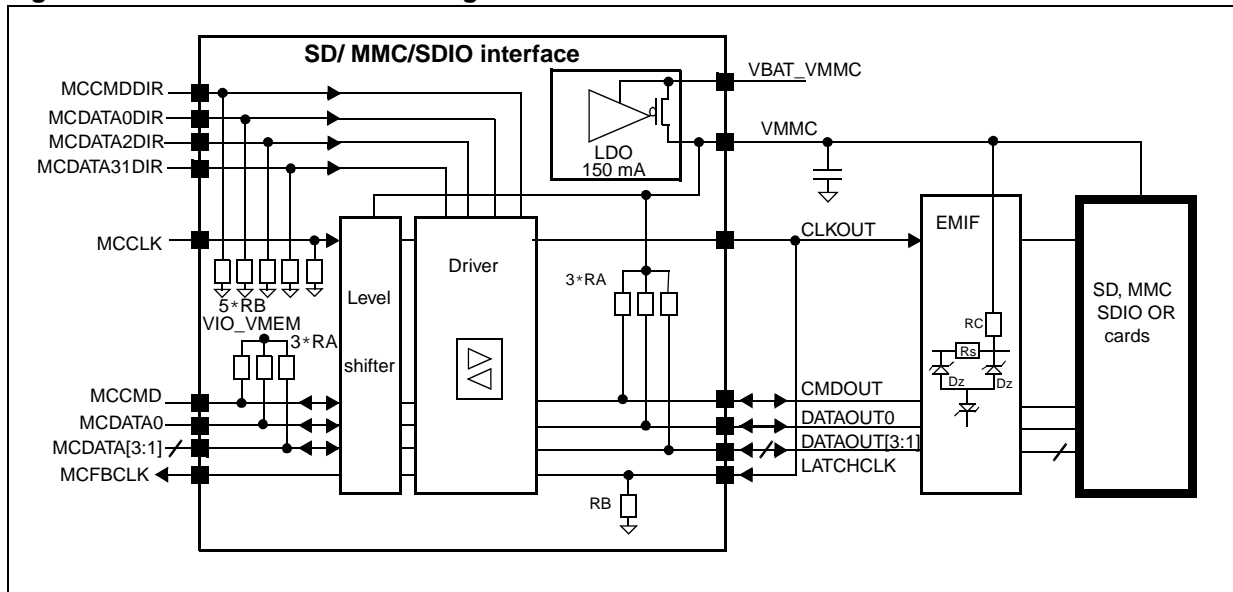 SD/ MMC/SDIO interface
MCCMDDIR
MCDATA0DIR
MCDATA2DIR
MCDATA31DIR
MCCLK
5*RB
VIO_VMEM
3*RA
MCCMD
MCDATA0
MCDATA[3:1]
MCFBCLK
Level
shifter
Driver
LDO
150 mA
3*RA
RB
VBAT_VMMC
VMMC
CLKOUT
CMDOUT
DATAOUT0
DATAOUT[3:1]
LATCHCLK
EMIF
RC
Rs
Dz
Dz
SD, MMC
SDIO OR
cards